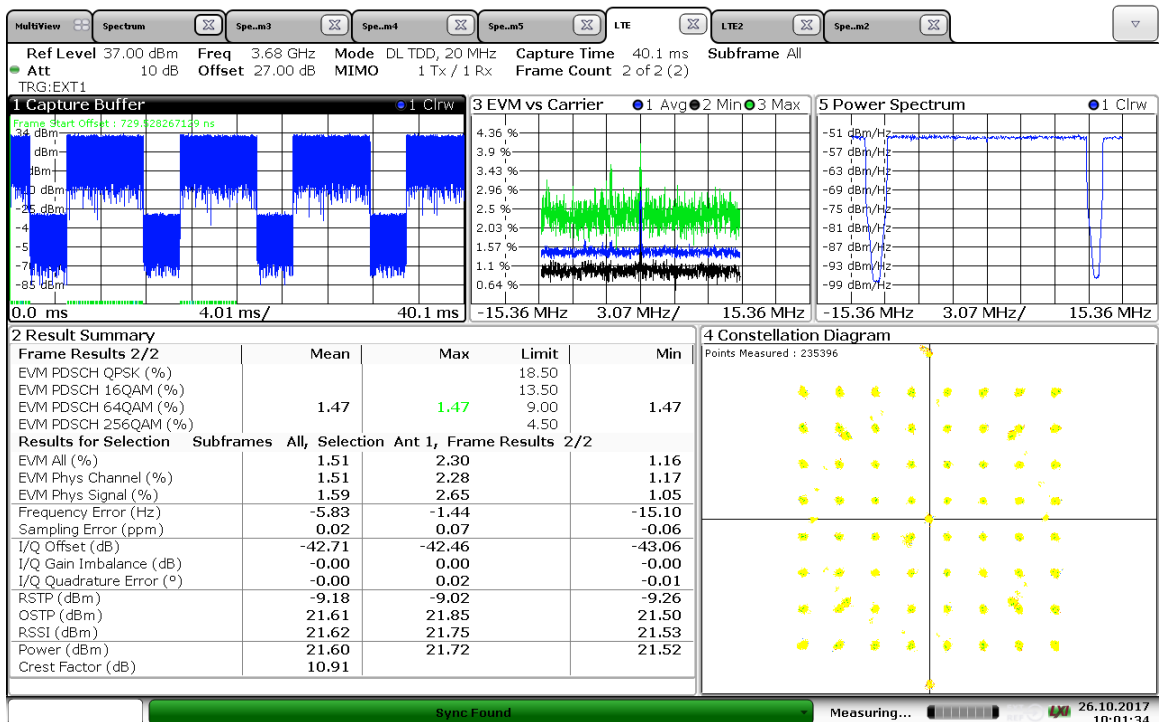 MultiView Spectrum Spe..m3 Spe..m4 Spe..m5 LTE LTE2 Spe..m2
Ref Level 37.00 dBm Freq 3.68 GHz Mode DL TDD, 20 MHz Capture Time 40.1 ms Subframe All
Att 10 dB Offset 27.00 dB MIMO 1 Tx / 1 Rx Frame Count 2 of 2 (2)
TRG:EXT1
1 Capture Buffer 1 Clrw
Frame Start Offset : ns
34 dBm
dBm
dBm
dBm
-25 dBm
-85 dBm
0.0 ms 4.01 ms/ 40.1 ms
3 EVM vs Carrier 1 Avg 2 Min 3 Max
4.36 %
3.9 %
3.43 %
2.96 %
2.5 %
2.03 %
1.57 %
1.1 %
0.64 %
-15.36 MHz 3.07 MHz/ 15.36 MHz
5 Power Spectrum 1 Clrw
-51 dBm/Hz
-57 dBm/Hz
-63 dBm/Hz
-69 dBm/Hz
-75 dBm/Hz
-81 dBm/Hz
-87 dBm/Hz
-93 dBm/Hz
-99 dBm/Hz
-15.36 MHz 3.07 MHz/ 15.36 MHz
2 Result Summary
Frame Results 2/2 Mean Max Limit Min
EVM PDSCH QPSK (%) 18.50
EVM PDSCH 16QAM (%) 13.50
EVM PDSCH 64QAM (%) 1.47 1.47 9.00 1.47
EVM PDSCH 256QAM (%) 4.50
Results for Selection Subframes All, Selection Ant 1, Frame Results 2/2
EVM All (%) 1.51 2.30 1.16
EVM Phys Channel (%) 1.51 2.28 1.17
EVM Phys Signal (%) 1.59 2.65 1.05
Frequency Error (Hz) -5.83 -1.44 -15.10
Sampling Error (ppm) 0.02 0.07 -0.06
I/Q Offset (dB) -42.71 -42.46 -43.06
I/Q Gain Imbalance (dB) -0.00 0.00 -0.00
I/Q Quadrature Error (°) -0.00 0.02 -0.01
RSTP (dBm) -9.18 -9.02 -9.26
OSTP (dBm) 21.61 21.85 21.50
RSSI (dBm) 21.62 21.75 21.53
Power (dBm) 21.60 21.72 21.52
Crest Factor (dB) 10.91
4 Constellation Diagram
Points Measured : 235396
Sync Found
Measuring...
LXI
26.10.2017
10:01:34